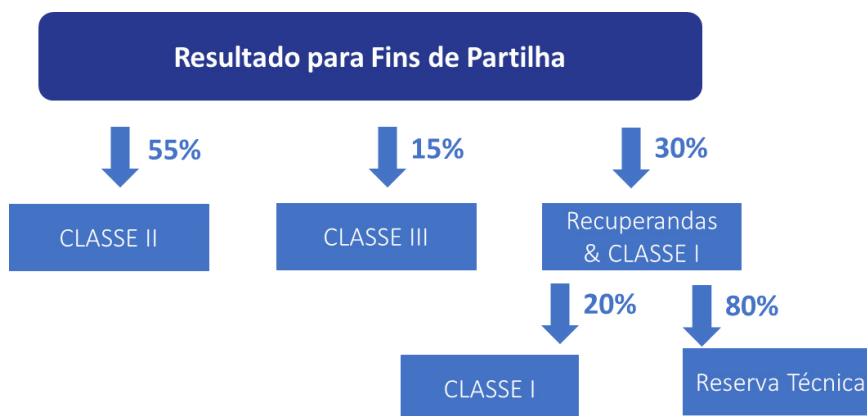 Resultado para Fins de Partilha
55%
15%
30%
CLASSE II
CLASSE III
Recuperandas
& CLASSE I
20%
80%
CLASSE I
Reserva Técnica